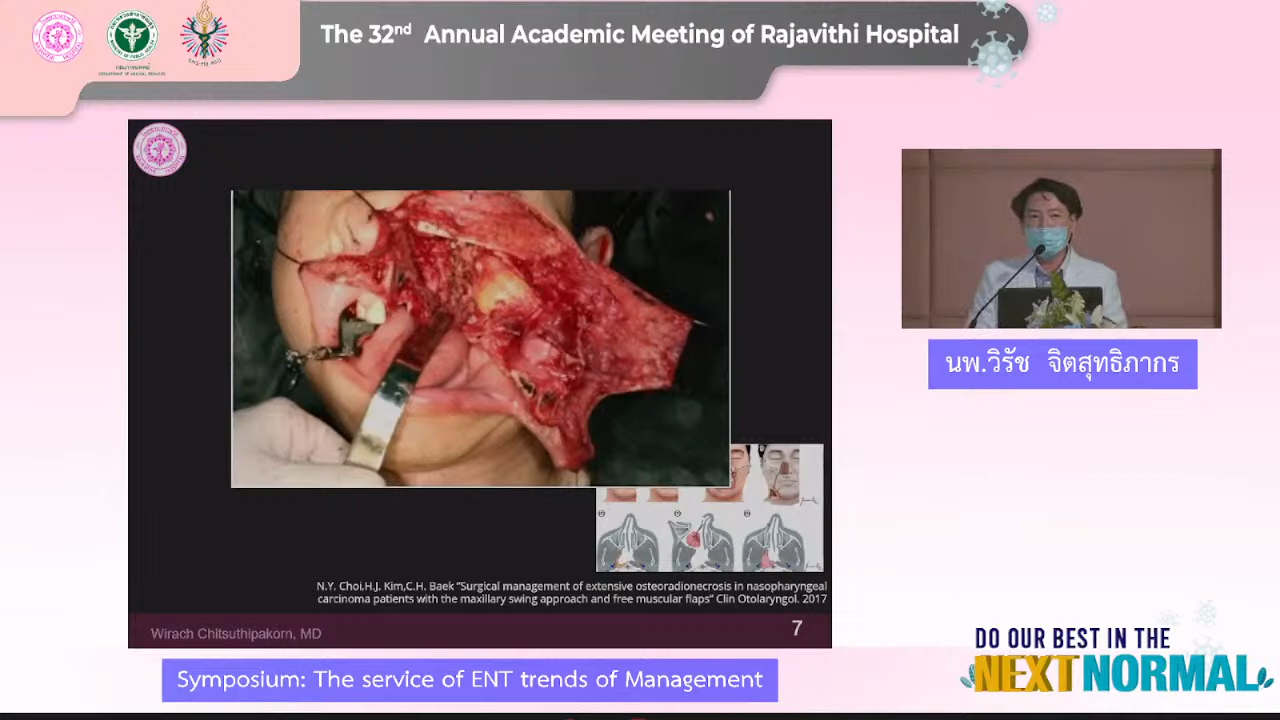 The 32nd Annual Academic Meeting of Rajavithi Hospital
นพ.วิรัช จิตสุทธิภากร
N.Y. Choi,H.J. Kim,C.H. Baek "Surgical management of extensive osteoradionecrosis in nasopharyngeal
carcinoma patients with the maxillary swing approach and free muscular flaps" Clin Otolaryngol. 2017
Wirach Chitsuthipakorn, MD
7
Symposium: The service of ENT trends of Management
DO OUR BEST IN THE
NEXT NORMAL